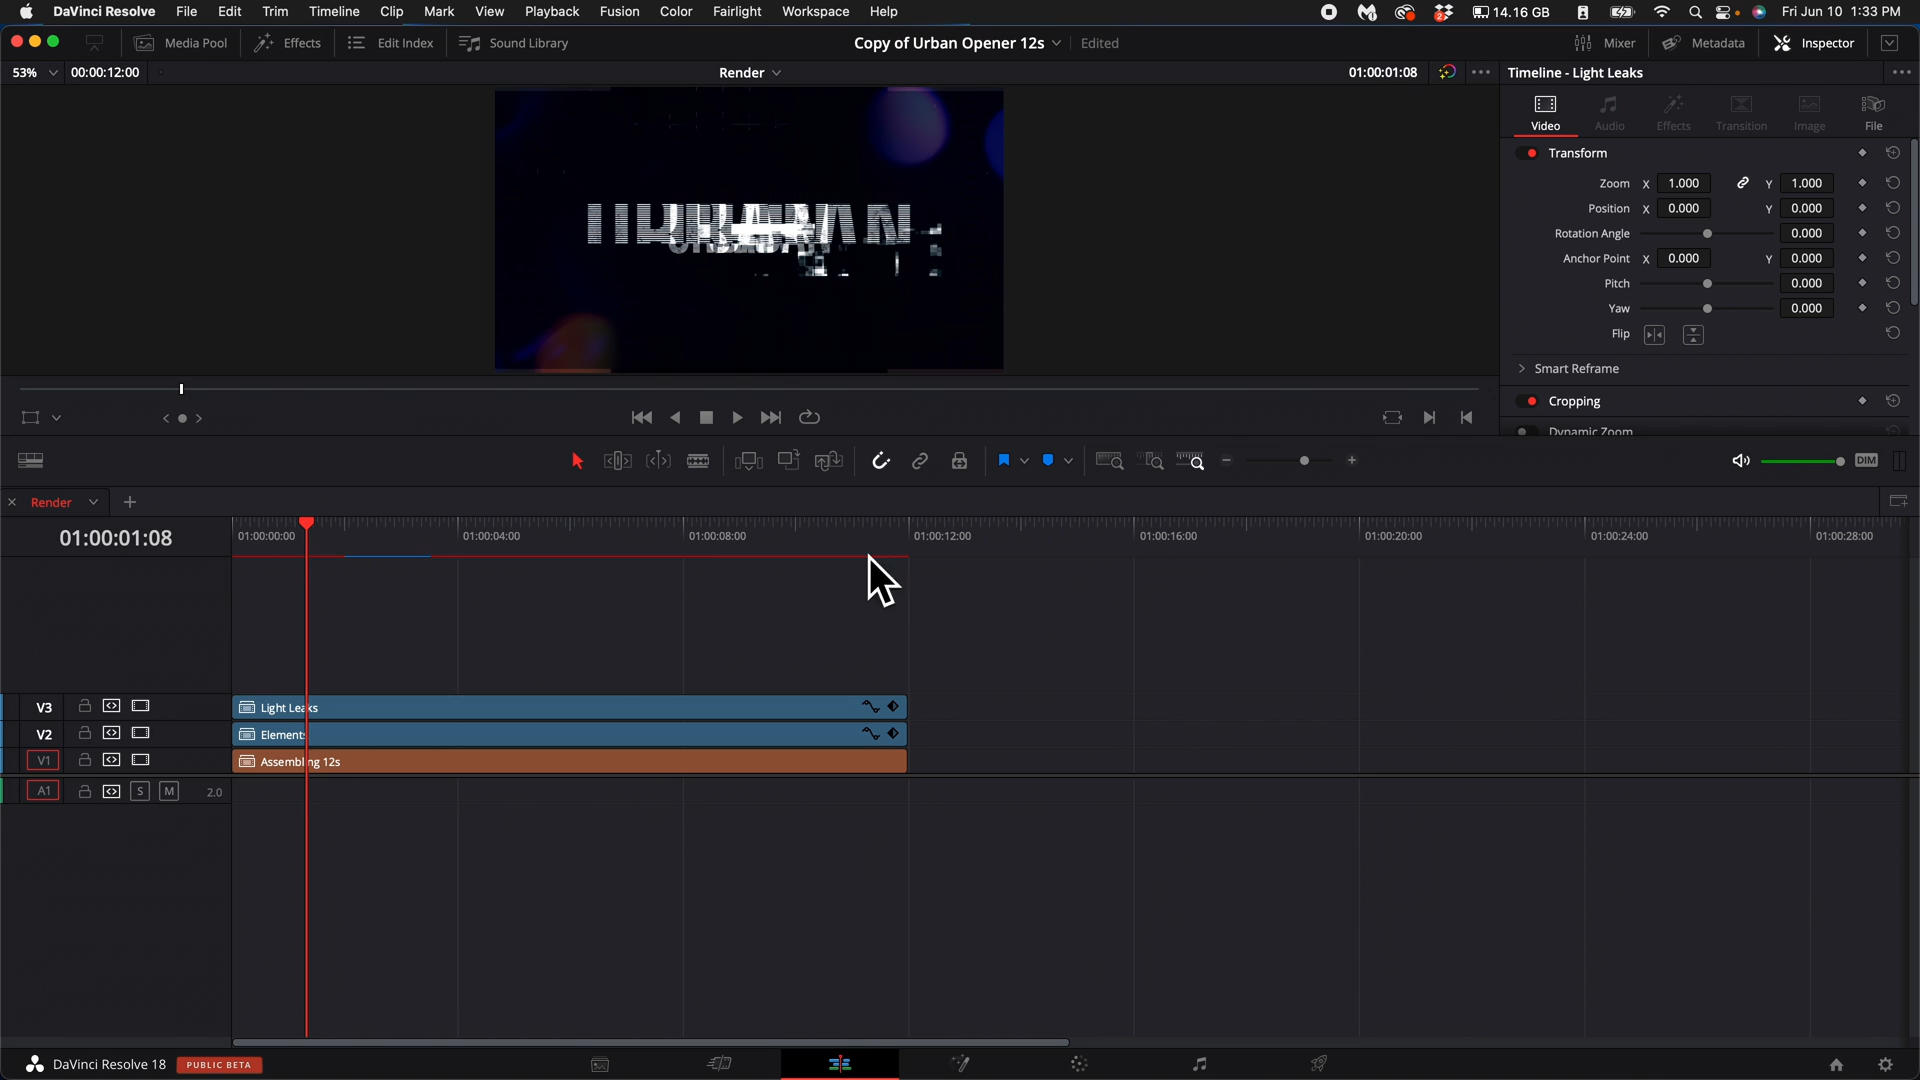 DaVinci Resolve File Edit Trim Timeline Clip Mark View Playback Fusion Color Fairlight Workspace Help 2 14.16 GB Fri Jun 10 1:33 PM
Media Pool Effects Edit Index Sound Library Copy of Urban Opener 12s Edited Mixer Metadata Inspector
53% 00:00:12:00 Render 01:00:01:08 Timeline - Light Leaks
Video Audio Effects Transition Image File
Transform
Zoom X 1.000 Y 1.000
Position X 0.000 Y 0.000
URBAN
Rotation Angle 0.000
Anchor Point X 0.000 Y 0.000
Pitch 0.000
Yaw 0.000
Flip
Smart Reframe
Cropping
Dynamic Zoom
DIM
Render
01:00:01:08 01:00:00:00 01:00:04:00 01:00:08:00 01:00:12:00 01:00:16:00 01:00:20:00 01:00:24:00 01:00:28:00
V3 Light Leaks
V2 Elements
V1 Assembling 12s
A1 S M 2.0
DaVinci Resolve 18 PUBLIC BETA